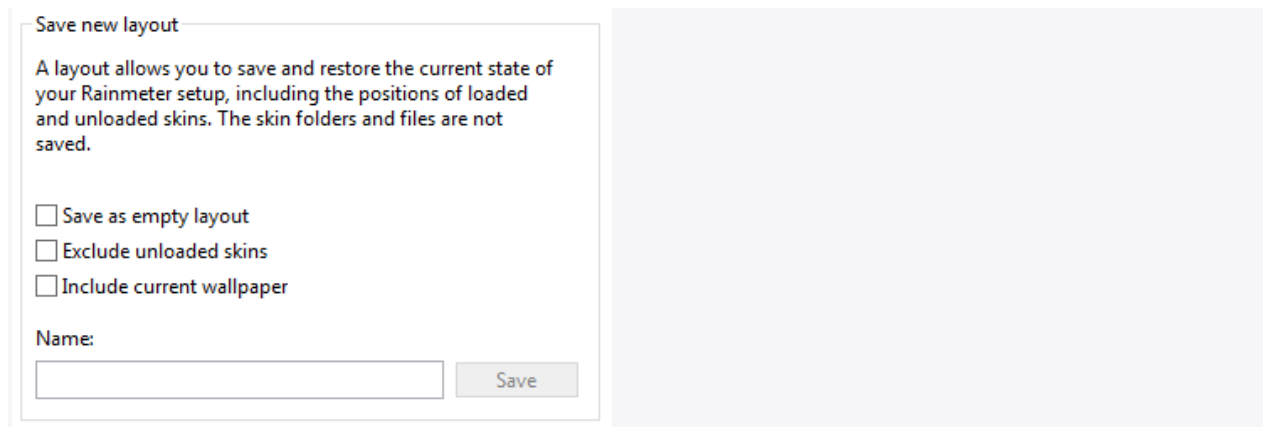 Save new layout
A layout allows you to save and restore the current state of
your Rainmeter setup, including the positions of loaded
and unloaded skins. The skin folders and files are not
saved.
Save as empty layout
Exclude unloaded skins
Include current wallpaper
Name:
Save